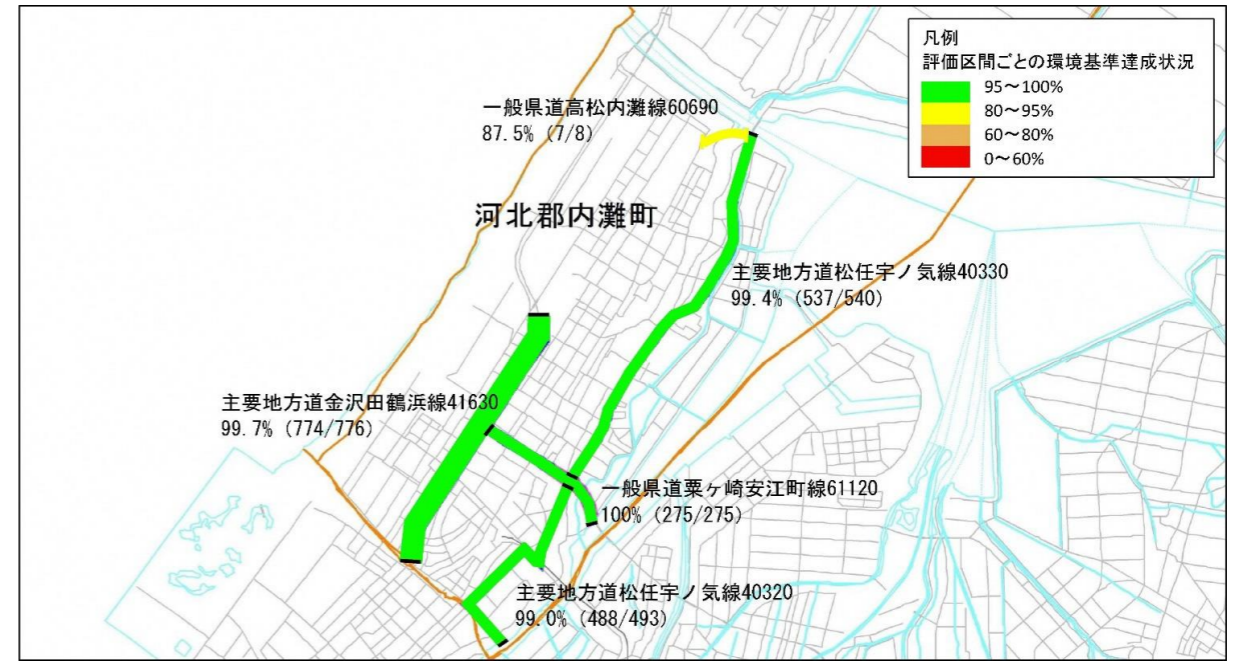 凡例
評価区間ごとの環境基準達成状況
95～100%
80～95%
60～80%
0～60%
一般県道高松内灘線60690
87.5% (7/8)
河北郡内灘町
主要地方道松任宇ノ気線40330
99.4% (537/540)
主要地方道金沢田鶴浜線41630
99.7% (774/776)
一般県道粟ヶ崎安江町線61120
100% (275/275)
主要地方道松任宇ノ気線40320
99.0% (488/493)